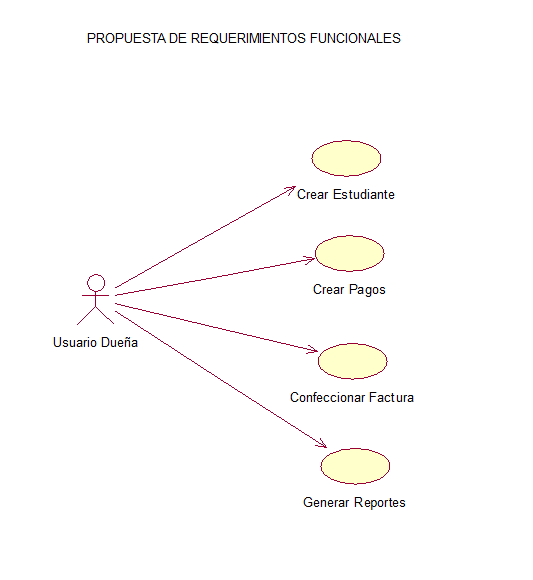 PROPUESTA DE REQUERIMIENTOS FUNCIONALES
Crear Estudiante
Crear Pagos
Usuario Dueña
Confeccionar Factura
Generar Reportes